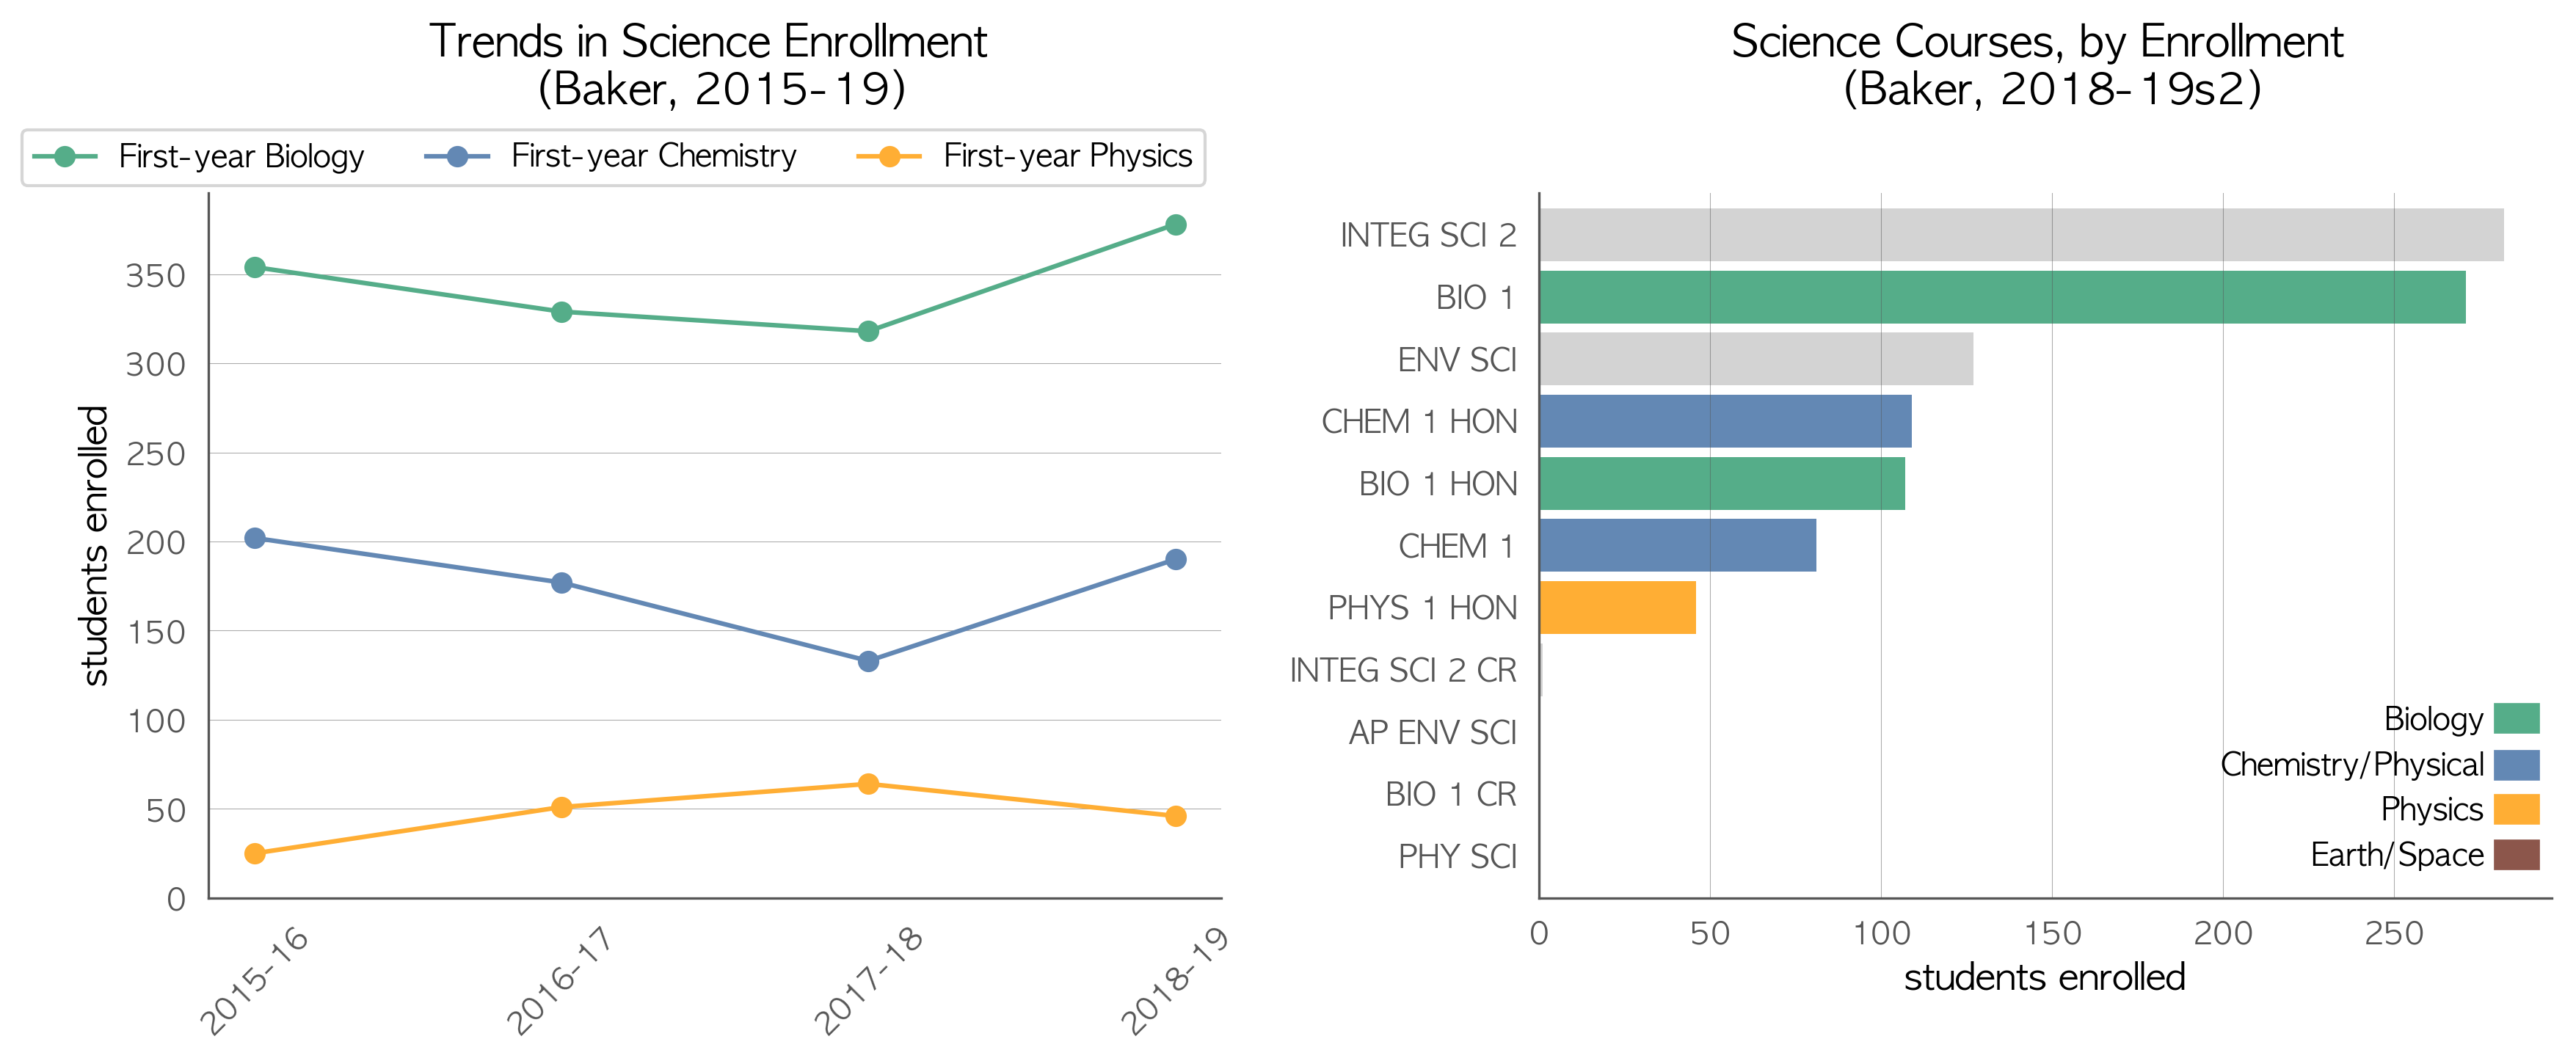 Trends in Science Enrollment
(Baker, 2015-19)
First-year Biology
First-year Chemistry
First-year Physics
students enrolled
350
300
250
200
150
100
50
0
2015-16
2016-17
2017-18
2018-19
Science Courses, by Enrollment
(Baker, 2018-19s2)
INTEG SCI 2
BIO 1
ENV SCI
CHEM 1 HON
BIO 1 HON
CHEM 1
PHYS 1 HON
INTEG SCI 2 CR
AP ENV SCI
BIO 1 CR
PHY SCI
Biology
Chemistry/Physical
Physics
Earth/Space
0
50
100
150
200
250
students enrolled